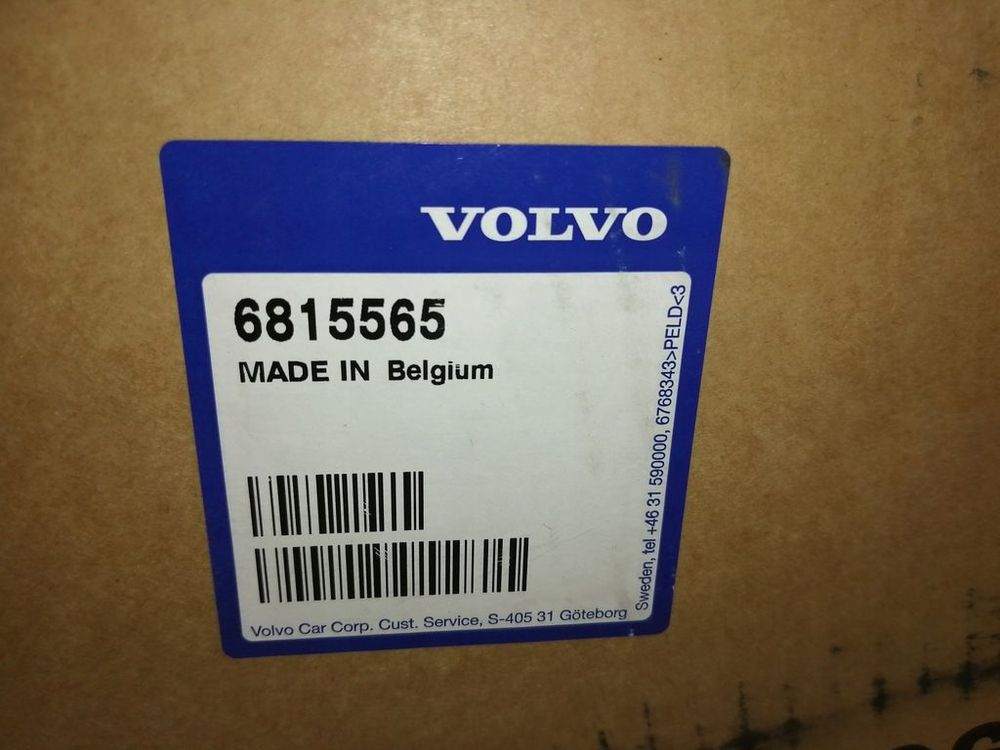 VOLVO
6815565
MADE IN Belgium
Volvo Car Corp. Cust. Service, S-405 31 Göteborg
Sweden, tel +46 31 590000, 6768343>PELD<3